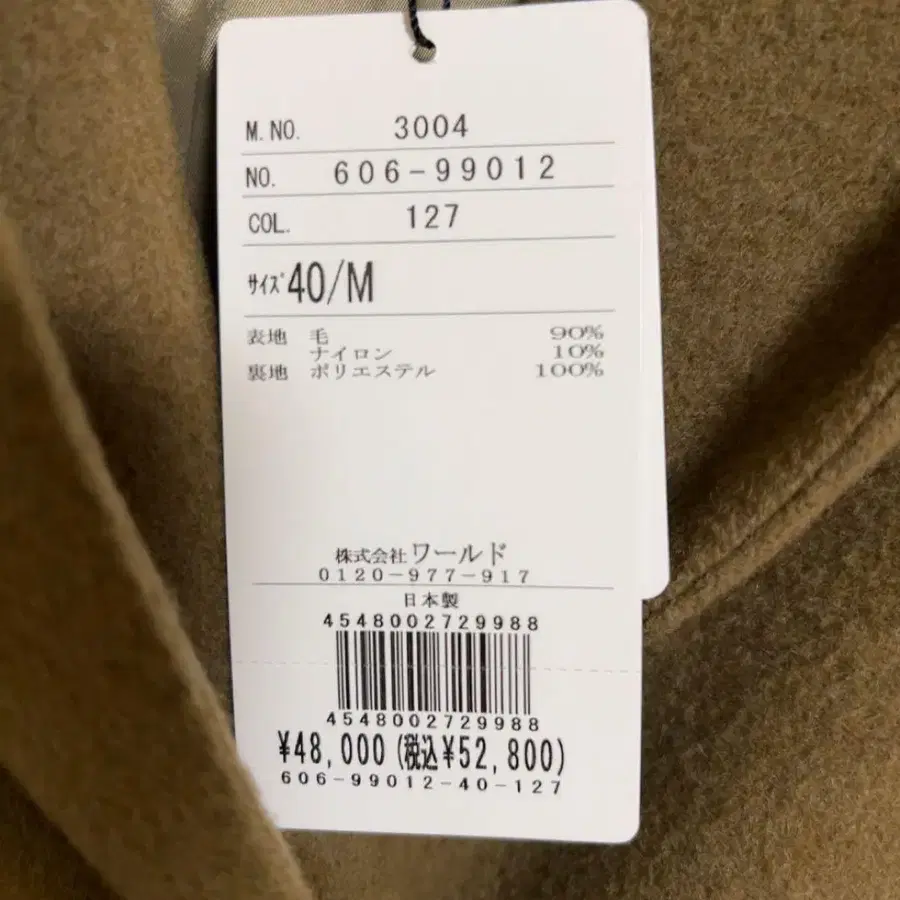 M.NO. 3004
NO. 606-99012
COL. 127
サイズ 40/M
表地 毛 90%
ナイロン 10%
裏地 ポリエステル 100%
株式会社ワールド
0120-977-917
日本製
4548002729988
4548002729988
¥48,000(税込¥52,800)
606-99012-40-127